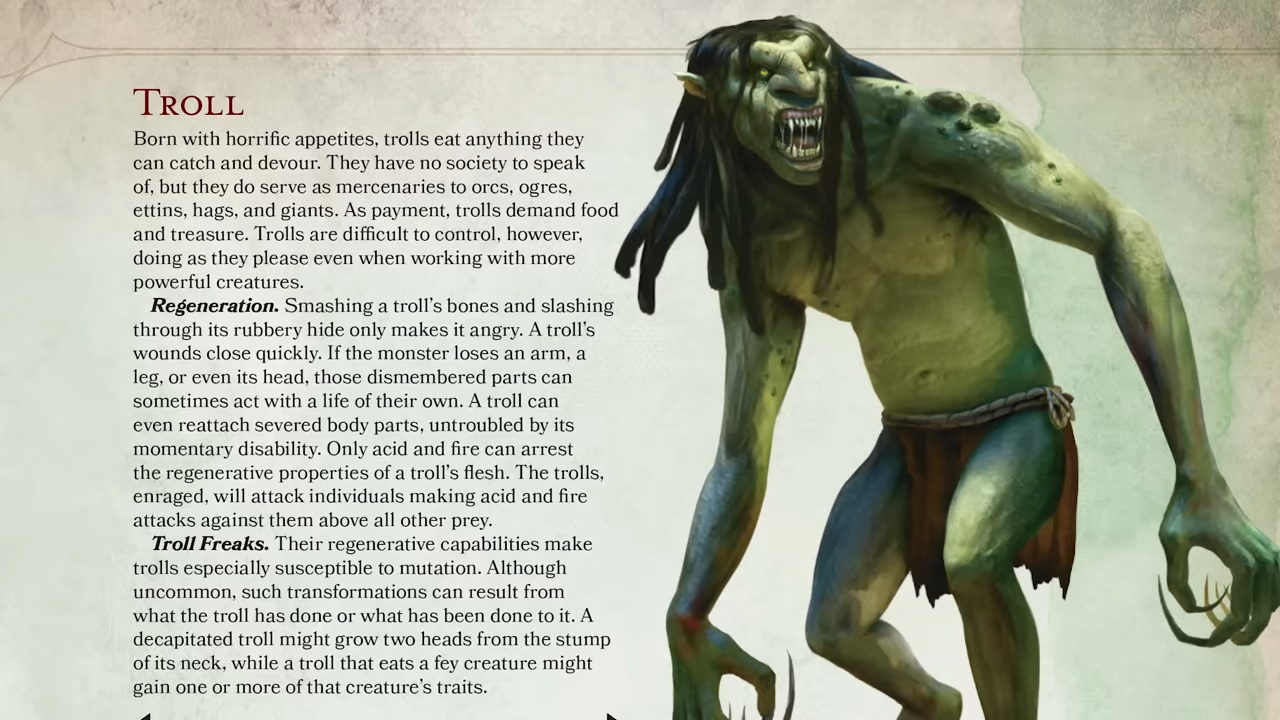 Troll
Born with horrific appetites, trolls eat anything they
can catch and devour. They have no society to speak
of, but they do serve as mercenaries to orcs, ogres,
ettins, hags, and giants. As payment, trolls demand food
and treasure. Trolls are difficult to control, however,
doing as they please even when working with more
powerful creatures.
Regeneration. Smashing a troll's bones and slashing
through its rubbery hide only makes it angry. A troll's
wounds close quickly. If the monster loses an arm, a
leg, or even its head, those dismembered parts can
sometimes act with a life of their own. A troll can
even reattach severed body parts, untroubled by its
momentary disability. Only acid and fire can arrest
the regenerative properties of a troll's flesh. The trolls,
enraged, will attack individuals making acid and fire
attacks against them above all other prey.
Troll Freaks. Their regenerative capabilities make
trolls especially susceptible to mutation. Although
uncommon, such transformations can result from
what the troll has done or what has been done to it. A
decapitated troll might grow two heads from the stump
of its neck, while a troll that eats a fey creature might
gain one or more of that creature's traits.